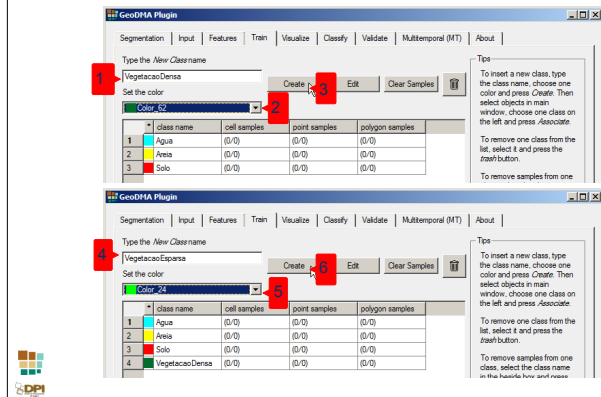 GeoDMA Plugin
Segmentation Input Features Train Visualize Classify Validate Multitemporal (MT) About
Type the New Class name
1 VegetacaoDensa
Set the color
Create 3 Edit Clear Samples
Color_62 2
* class name cell samples point samples polygon samples
1 Agua (0/0) (0/0) (0/0)
2 Areia (0/0) (0/0) (0/0)
3 Solo (0/0) (0/0) (0/0)
Tips
To insert a new class, type
the class name, choose one
color and press Create. Then
select objects in main
window, choose one class on
the left and press Associate.
To remove one class from the
list, select it and press the
trash button.
To remove samples from one
GeoDMA Plugin
Segmentation Input Features Train Visualize Classify Validate Multitemporal (MT) About
Type the New Class name
4 VegetacaoEsparsa
Set the color
Create 6 Edit Clear Samples
Color_24 5
* class name cell samples point samples polygon samples
1 Agua (0/0) (0/0) (0/0)
2 Areia (0/0) (0/0) (0/0)
3 Solo (0/0) (0/0) (0/0)
4 VegetacaoDensa (0/0) (0/0) (0/0)
Tips
To insert a new class, type
the class name, choose one
color and press Create. Then
select objects in main
window, choose one class on
the left and press Associate.
To remove one class from the
list, select it and press the
trash button.
To remove samples from one
class, select the class name
in the beside box and press
DPI